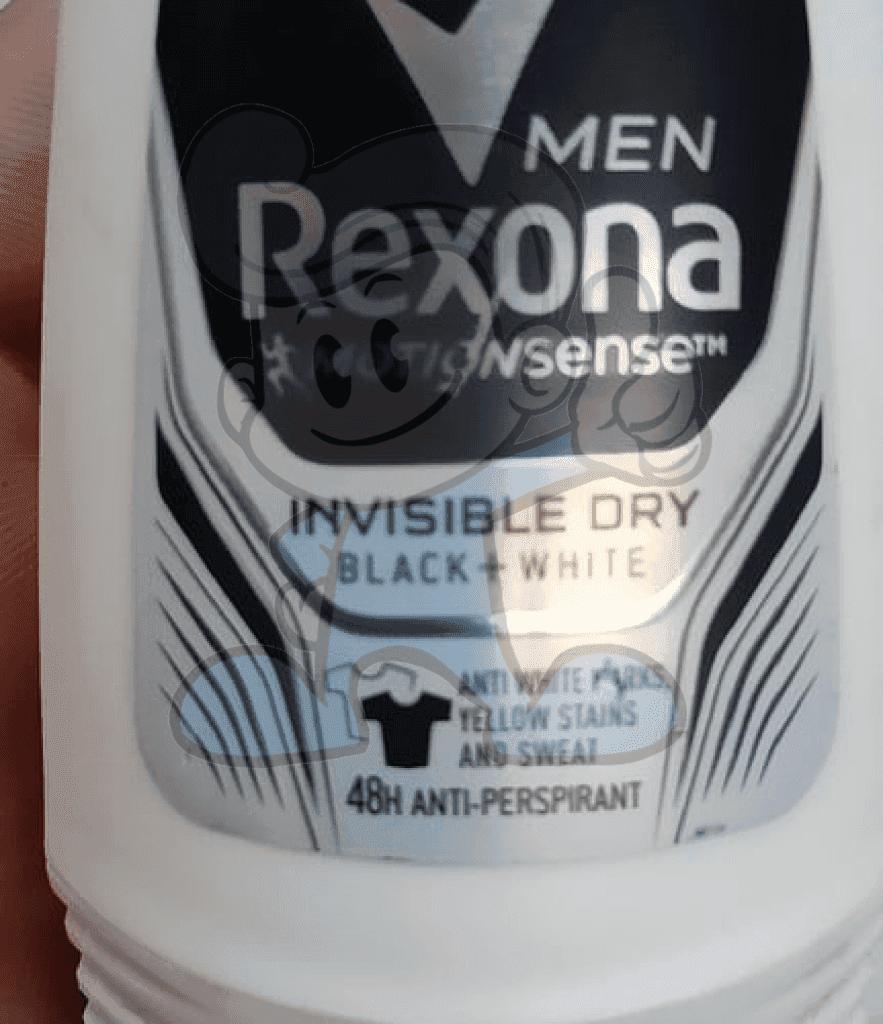 MEN
Rexona
MOTIONsense™
INVISIBLE DRY
BLACK + WHITE
ANTI WHITE MARKS,
YELLOW STAINS
AND SWEAT
48H ANTI-PERSPIRANT